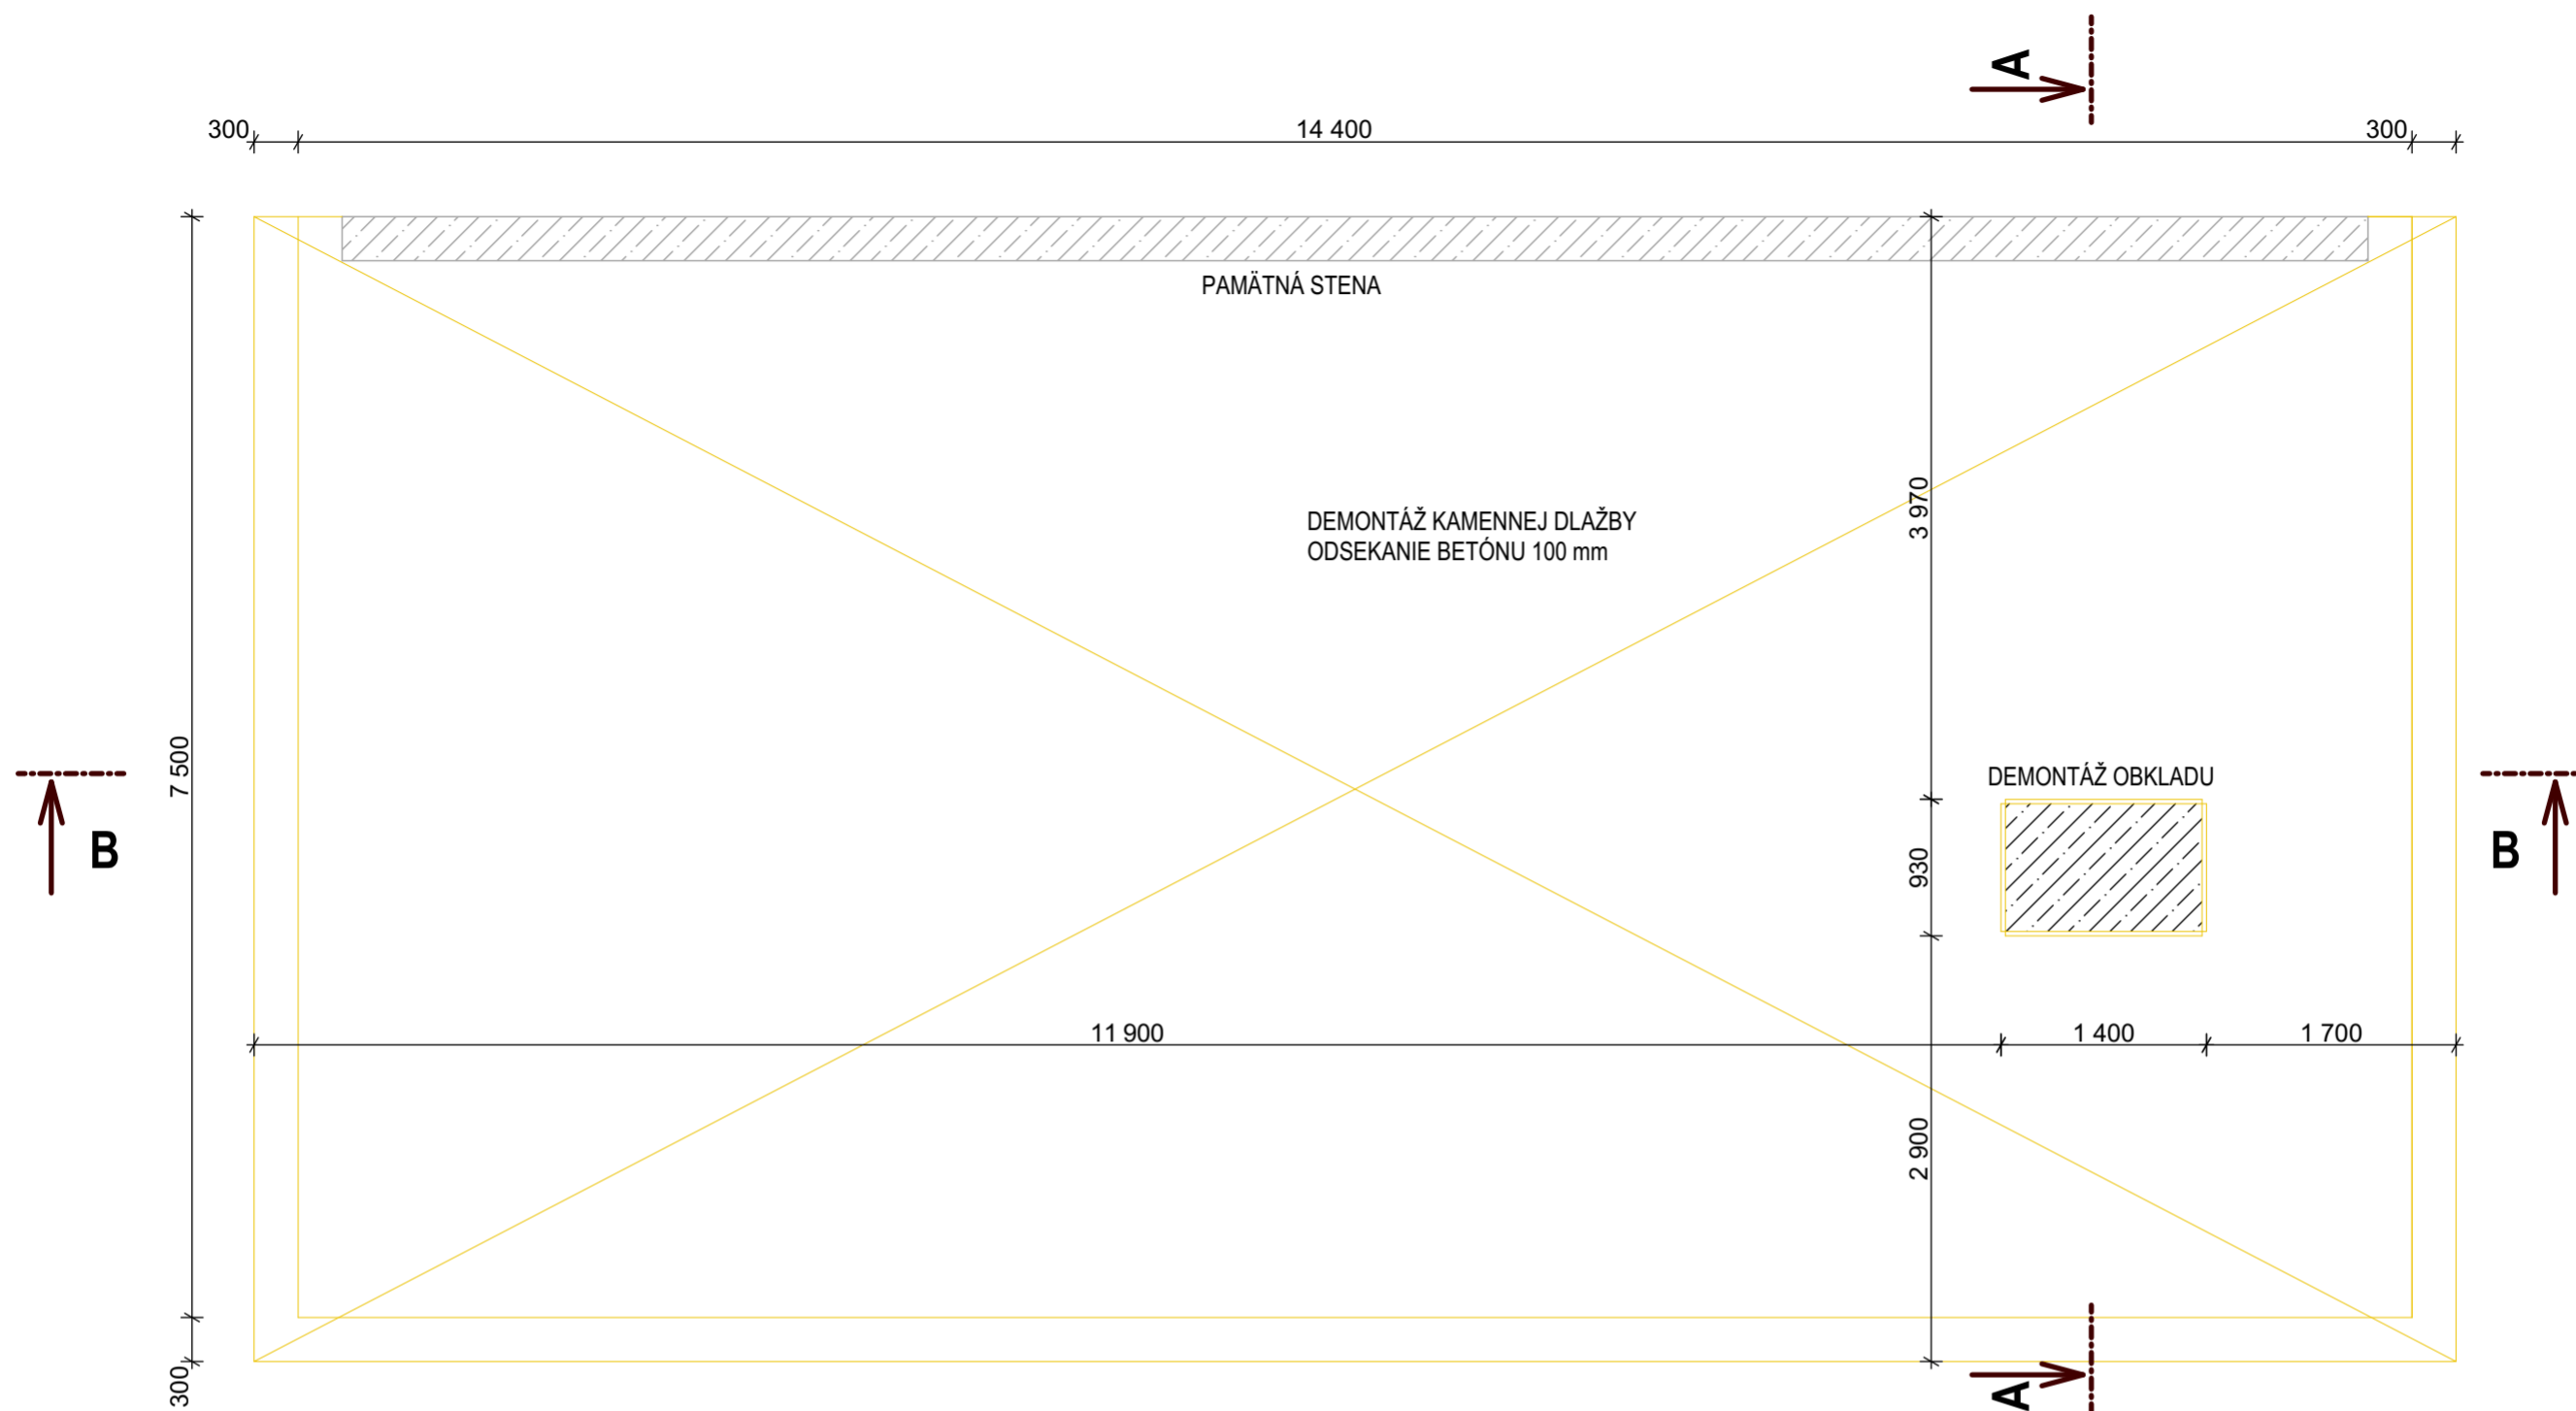 A
300
14 400
300
PAMÄTNÁ STENA
3 970
DEMONTÁŽ KAMENNEJ DLAŽBY
ODSEKANIE BETÓNU 100 mm
7 500
DEMONTÁŽ OBKLADU
B
930
B
11 900
1 400
1 700
2 900
300
A